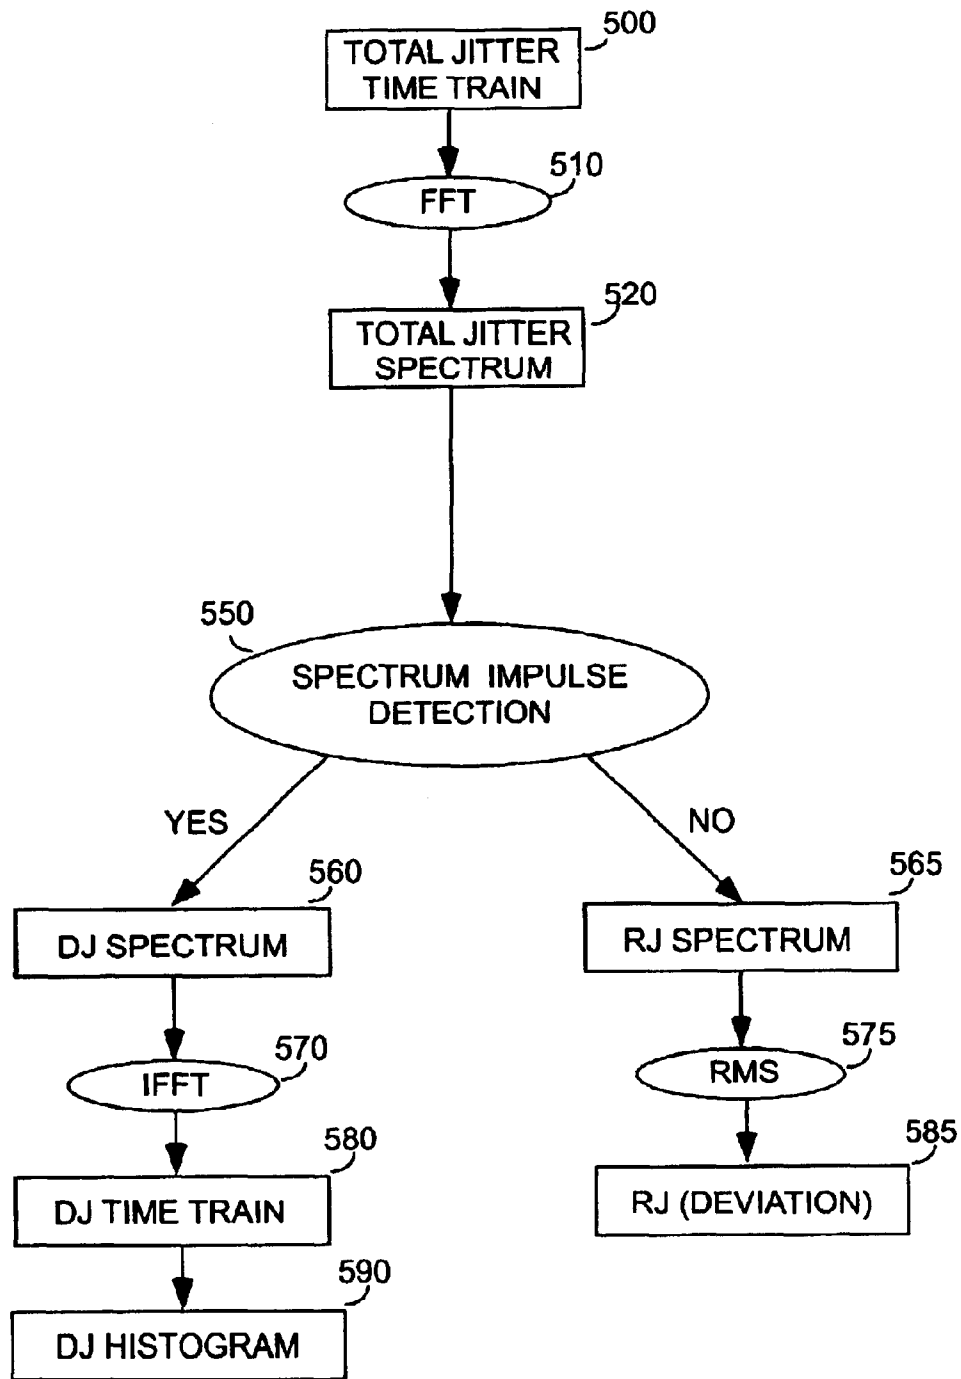 500
TOTAL JITTER
TIME TRAIN
510
FFT
520
TOTAL JITTER
SPECTRUM
550
SPECTRUM IMPULSE
DETECTION
YES
NO
560
DJ SPECTRUM
565
RJ SPECTRUM
570
IFFT
575
RMS
580
DJ TIME TRAIN
585
RJ (DEVIATION)
590
DJ HISTOGRAM